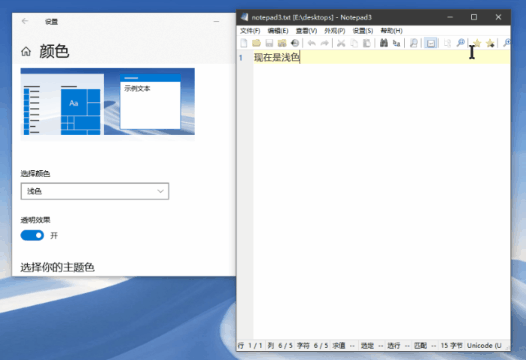 设置
颜色
Aa
示例文本
选择颜色
浅色
透明效果
开
选择你的主题色
notepad3.txt [E:\desktops] - Notepad3
文件(F) 编辑(E) 查看(V) 外观(P) 设置(S) 帮助(H)
1 现在是浅色
行 1 / 1 列 6 / 5 字符 6 / 5 求值 -- 选定 -- 选行 -- 匹配 -- 15 字节 Unicode (U